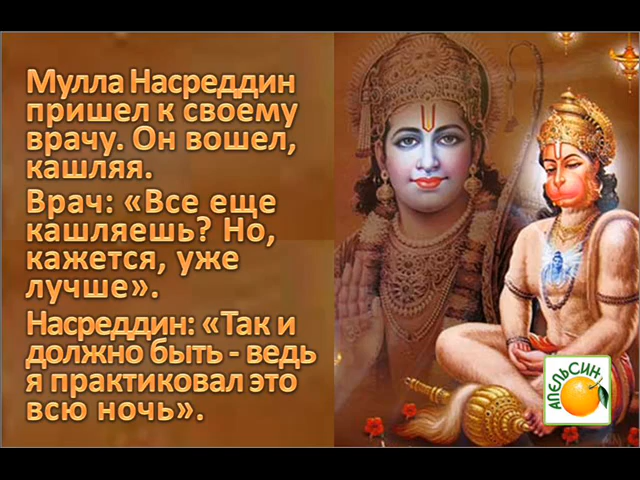 Мулла Насреддин
пришел к своему
врачу. Он вошел,
кашляя.
Врач: «Все еще
кашляешь? Но,
кажется, уже
лучше».
Насреддин: «Так и
должно быть - ведь
я практиковал это
всю ночь».
АПЕЛЬСИН